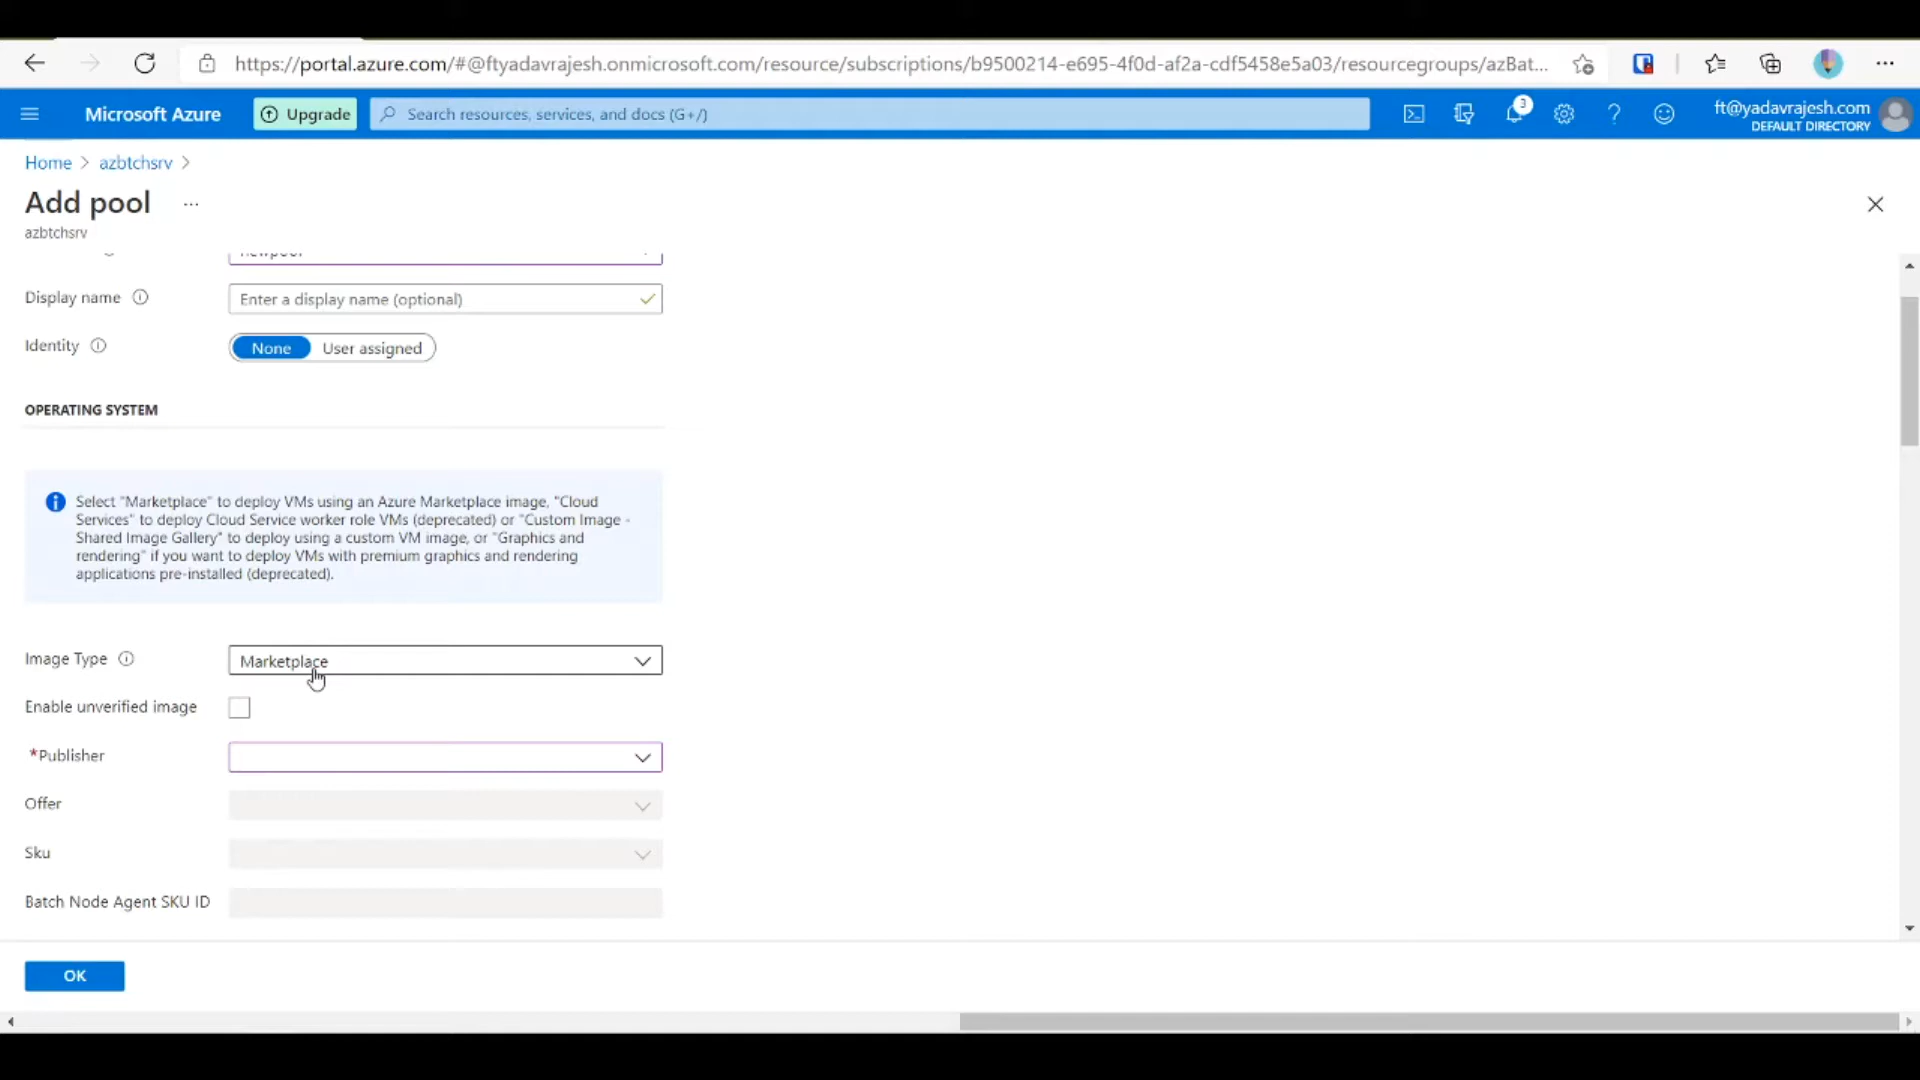 https://portal.azure.com/#@ftyadavrajesh.onmicrosoft.com/resource/subscriptions/b9500214-e695-4f0d-af2a-cdf5458e5a03/resourcegroups/azBat...
Microsoft Azure
Upgrade
Search resources, services, and docs (G+/)
3
ft@yadavrajesh.com
DEFAULT DIRECTORY
Home > azbtchsrv >
Add pool ...
azbtchsrv
newpool
Display name
Enter a display name (optional)
Identity
None User assigned
OPERATING SYSTEM
Select "Marketplace" to deploy VMs using an Azure Marketplace image, "Cloud
Services" to deploy Cloud Service worker role VMs (deprecated) or "Custom Image -
Shared Image Gallery" to deploy using a custom VM image, or "Graphics and
rendering" if you want to deploy VMs with premium graphics and rendering
applications pre-installed (deprecated).
Image Type
Marketplace
Enable unverified image
*Publisher
Offer
Sku
Batch Node Agent SKU ID
OK